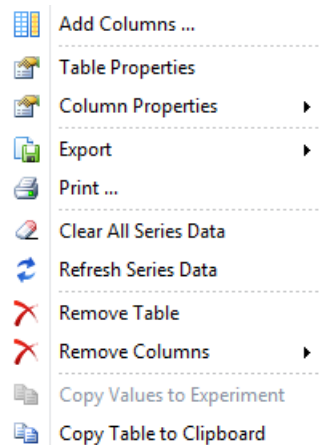 Add Columns ...
Table Properties
Column Properties
Export
Print ...
Clear All Series Data
Refresh Series Data
Remove Table
Remove Columns
Copy Values to Experiment
Copy Table to Clipboard